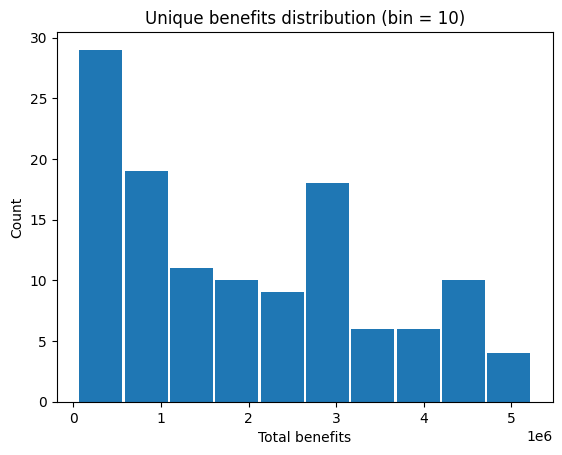 Unique benefits distribution (bin = 10)
30
25
20
15
10
5
0
Count
0 1 2 3 4 5
1e6
Total benefits